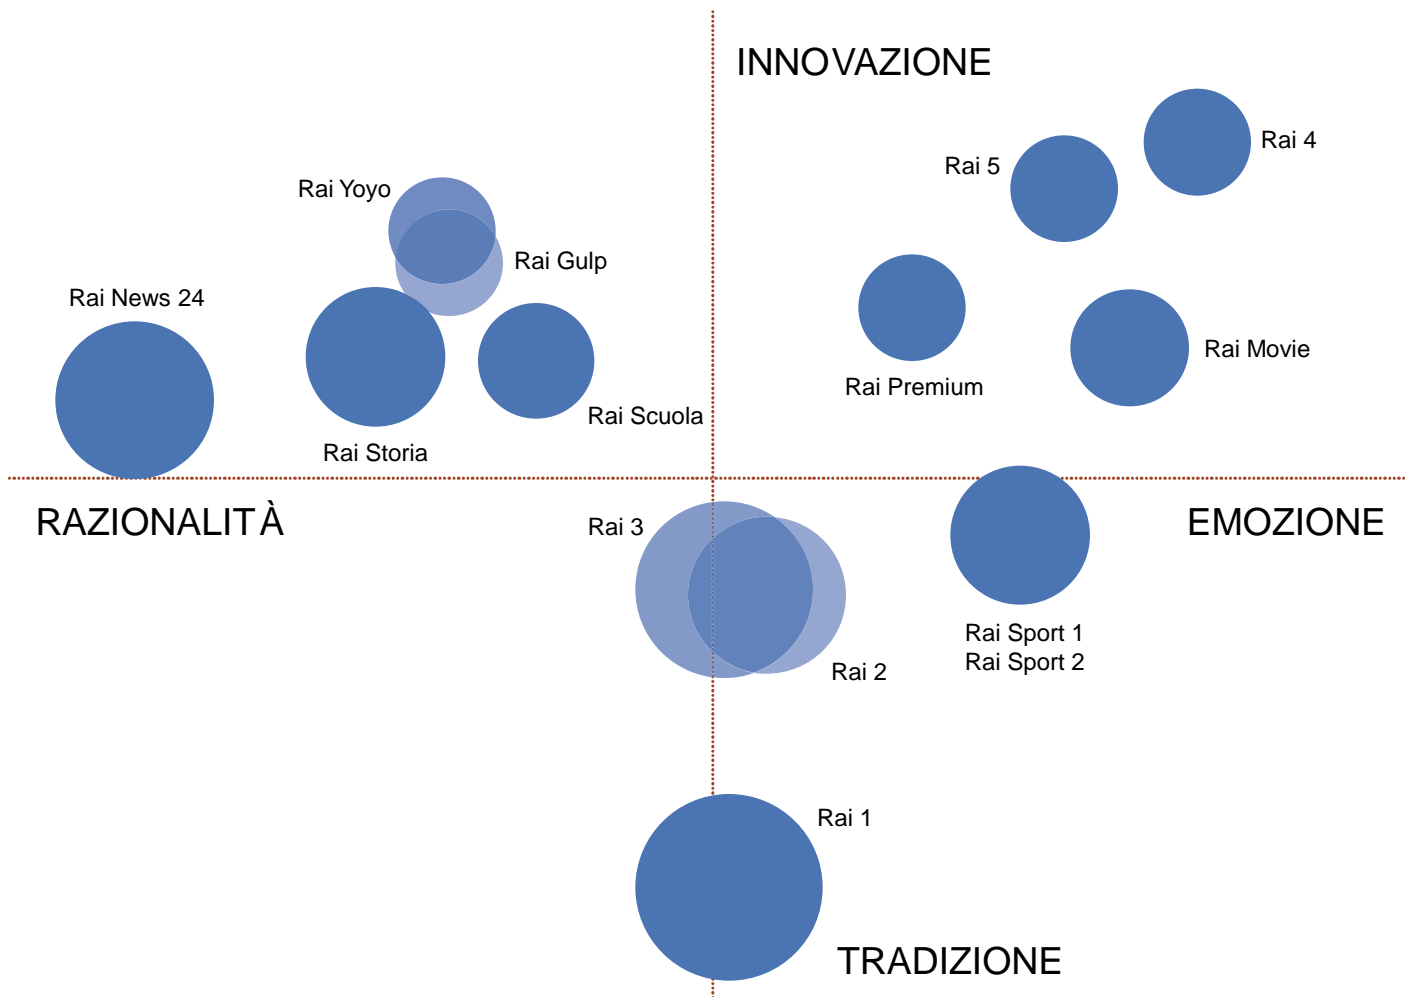 INNOVAZIONE
Rai 4
Rai 5
Rai Yoyo
Rai Gulp
Rai News 24
Rai Movie
Rai Premium
Rai Scuola
Rai Storia
RAZIONALITÀ
Rai 3
EMOZIONE
Rai Sport 1
Rai Sport 2
Rai 2
Rai 1
TRADIZIONE